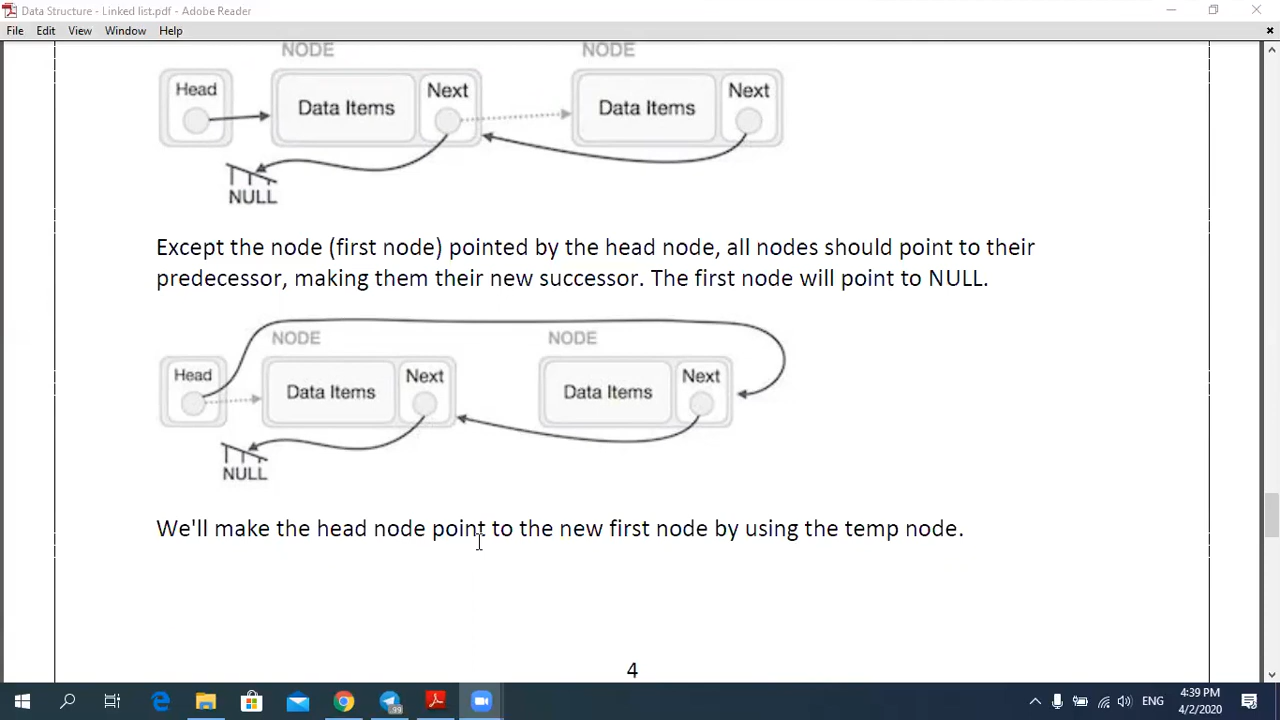 Data Structure - Linked list.pdf - Adobe Reader
File Edit View Window Help
NODE NODE
Head Data Items Next Data Items Next
NULL
Except the node (first node) pointed by the head node, all nodes should point to their
predecessor, making them their new successor. The first node will point to NULL.
NODE NODE
Head Data Items Next Data Items Next
NULL
We'll make the head node point to the new first node by using the temp node.
4
99
ENG
4:39 PM
4/2/2020